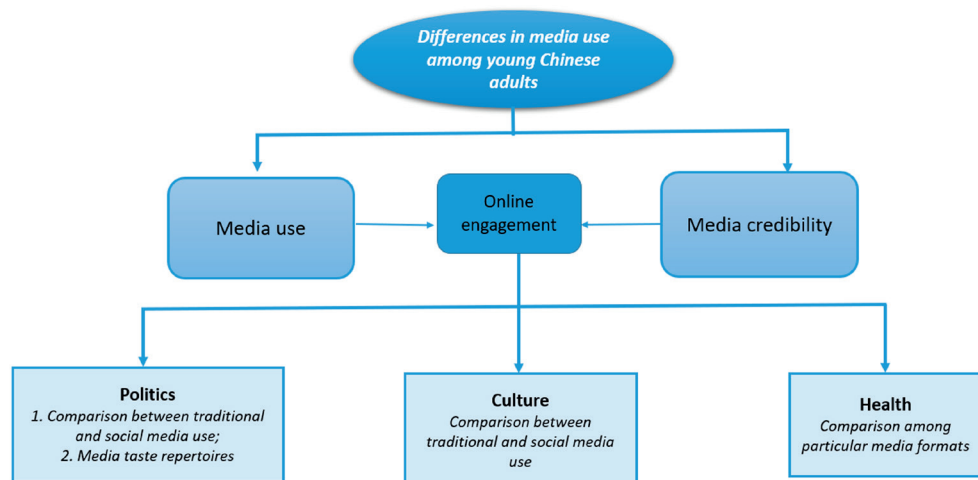 Differences in media use
among young Chinese
adults
Media use
Online
engagement
Media credibility
Politics
1. Comparison between traditional
and social media use;
2. Media taste repertoires
Culture
Comparison between
traditional and social media
use
Health
Comparison among
particular media formats